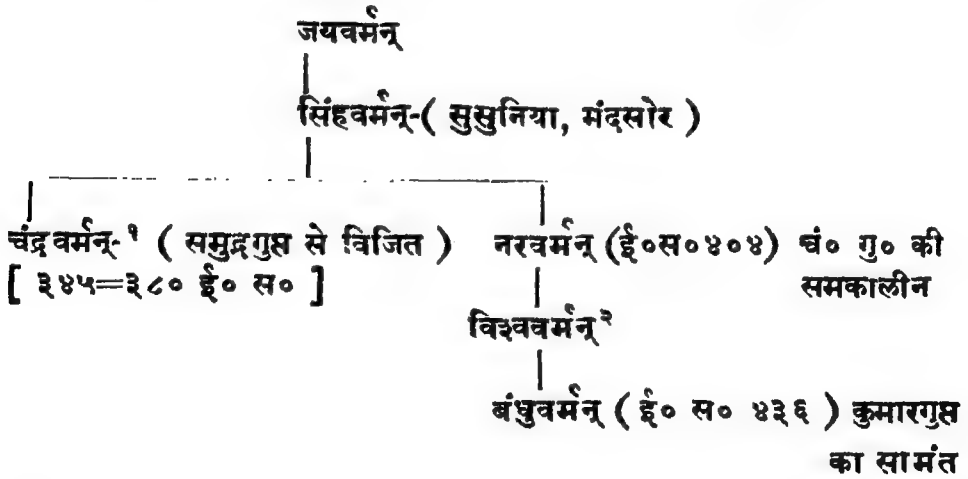 जयवर्मन्
सिंहवर्मन्-( सुसुनिया, मंदसोर )
चंद्रवर्मन्-¹ ( समुद्रगुप्त से विजित ) नरवर्मन् (ई०स०४०४) चं० गु० की
[ ३४५=३८० ई० स० ] समकालीन
विश्ववर्मन्²
बंधुवर्मन् ( ई० स० ४३६ ) कुमारगुप्त
का सामंत